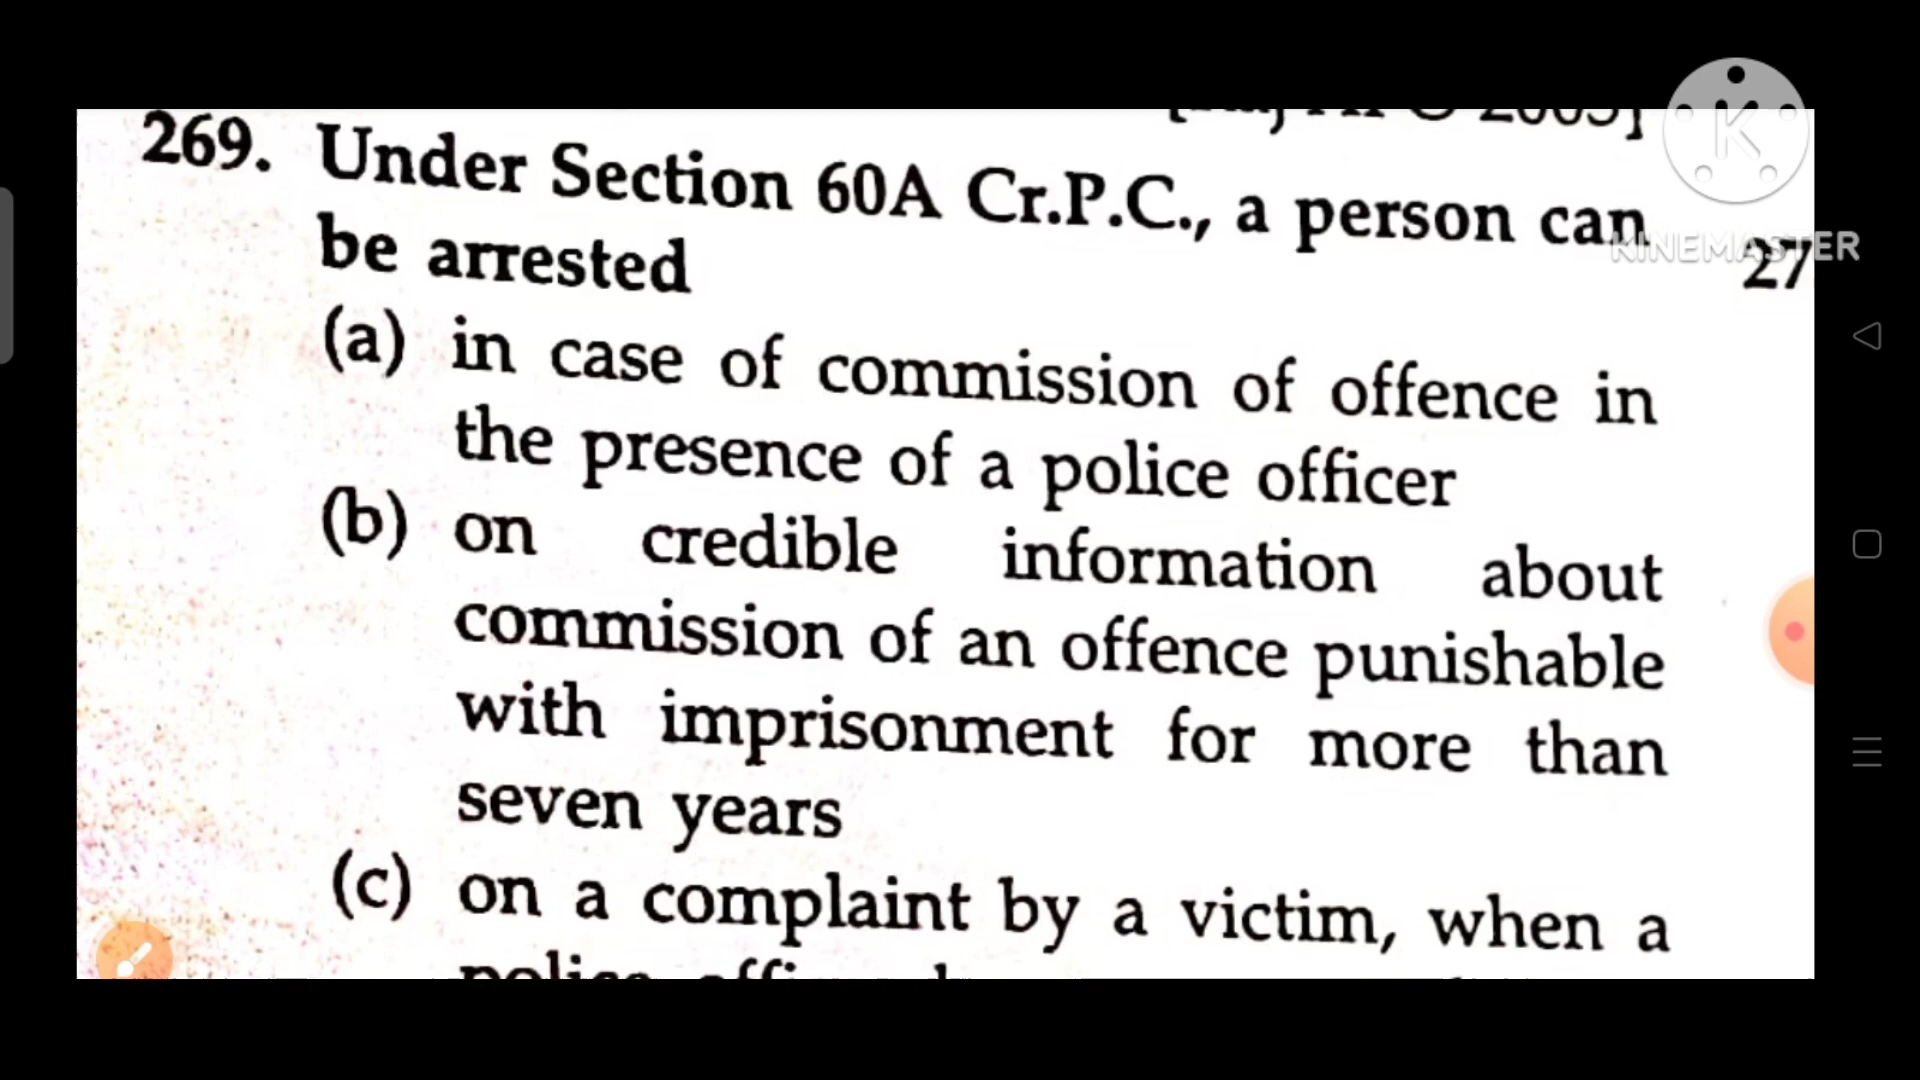 269. Under Section 60A Cr.P.C., a person can
be arrested
(a) in case of commission of offence in
the presence of a police officer
(b) on credible information about
commission of an offence punishable
with imprisonment for more than
seven years
(c) on a complaint by a victim, when a
K
KINEMASTER
27